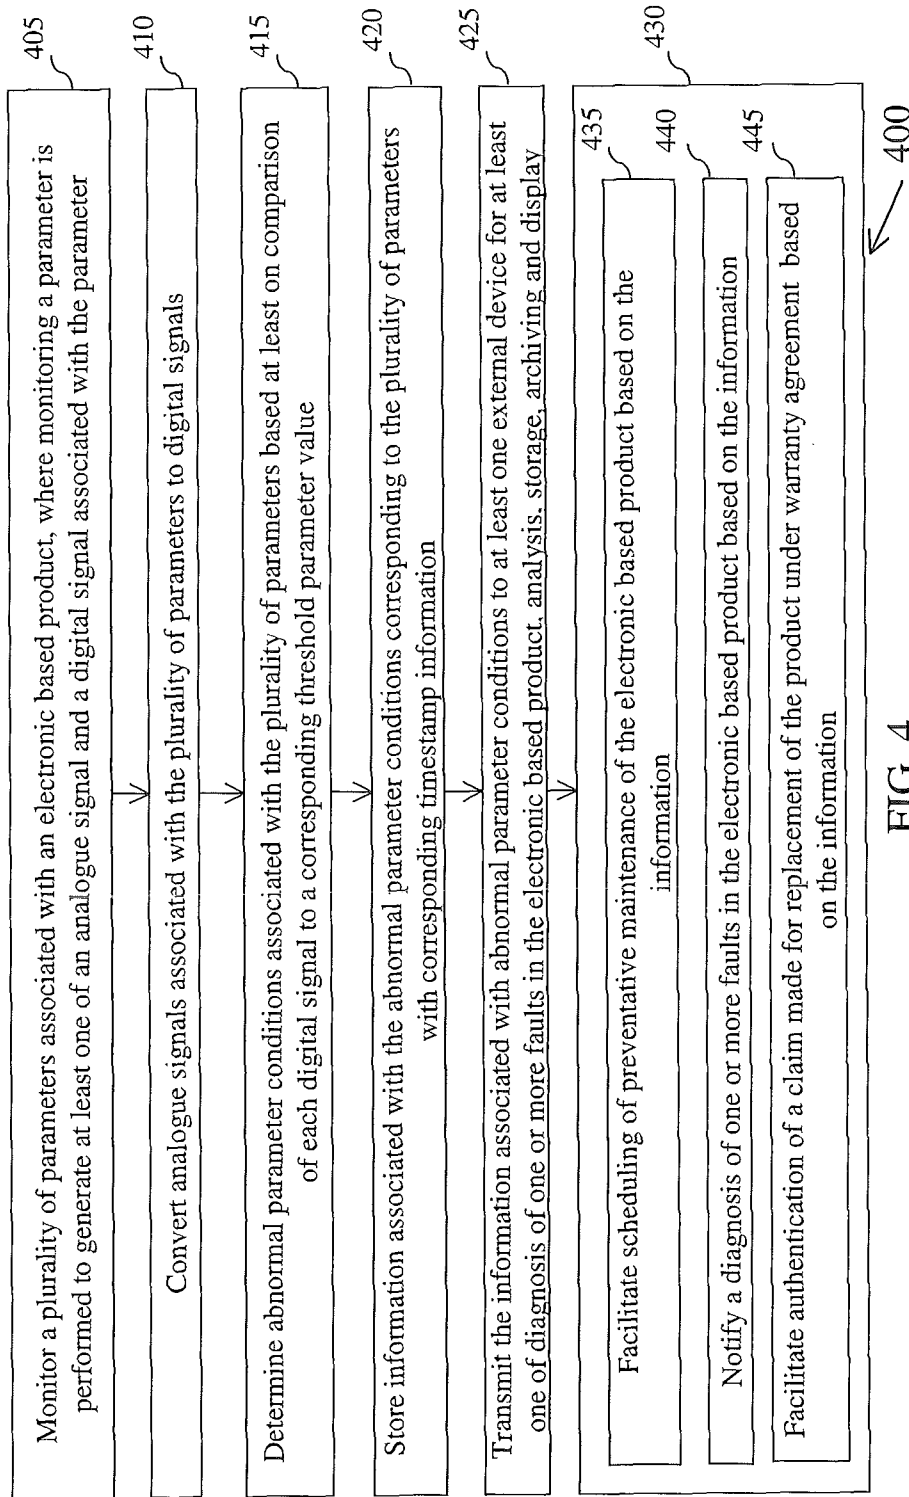 405
Monitor a plurality of parameters associated with an electronic based product, where monitoring a parameter is
performed to generate at least one of an analogue signal and a digital signal associated with the parameter
410
Convert analogue signals associated with the plurality of parameters to digital signals
415
Determine abnormal parameter conditions associated with the plurality of parameters based at least on comparison
of each digital signal to a corresponding threshold parameter value
420
Store information associated with the abnormal parameter conditions corresponding to the plurality of parameters
with corresponding timestamp information
425
Transmit the information associated with abnormal parameter conditions to at least one external device for at least
one of diagnosis of one or more faults in the electronic based product, analysis, storage, archiving and display
430
435
Facilitate scheduling of preventative maintenance of the electronic based product based on the
information
440
Notify a diagnosis of one or more faults in the electronic based product based on the information
445
Facilitate authentication of a claim made for replacement of the product under warranty agreement based
on the information
400
FIG. 4